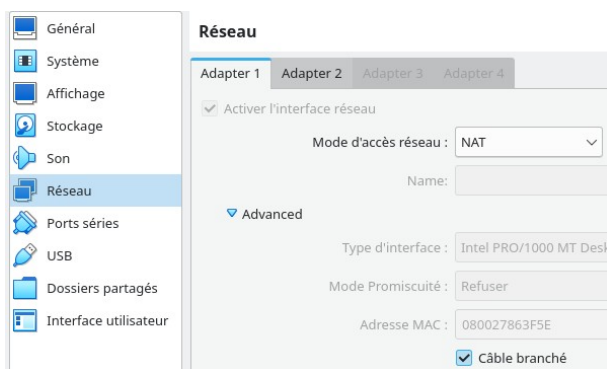 Général
Système
Affichage
Stockage
Son
Réseau
Ports séries
USB
Dossiers partagés
Interface utilisateur
Réseau
Adapter 1 Adapter 2 Adapter 3 Adapter 4
Activer l'interface réseau
Mode d'accès réseau : NAT
Name:
Advanced
Type d'interface : Intel PRO/1000 MT Desk
Mode Promiscuité : Refuser
Adresse MAC : 080027863F5E
Câble branché